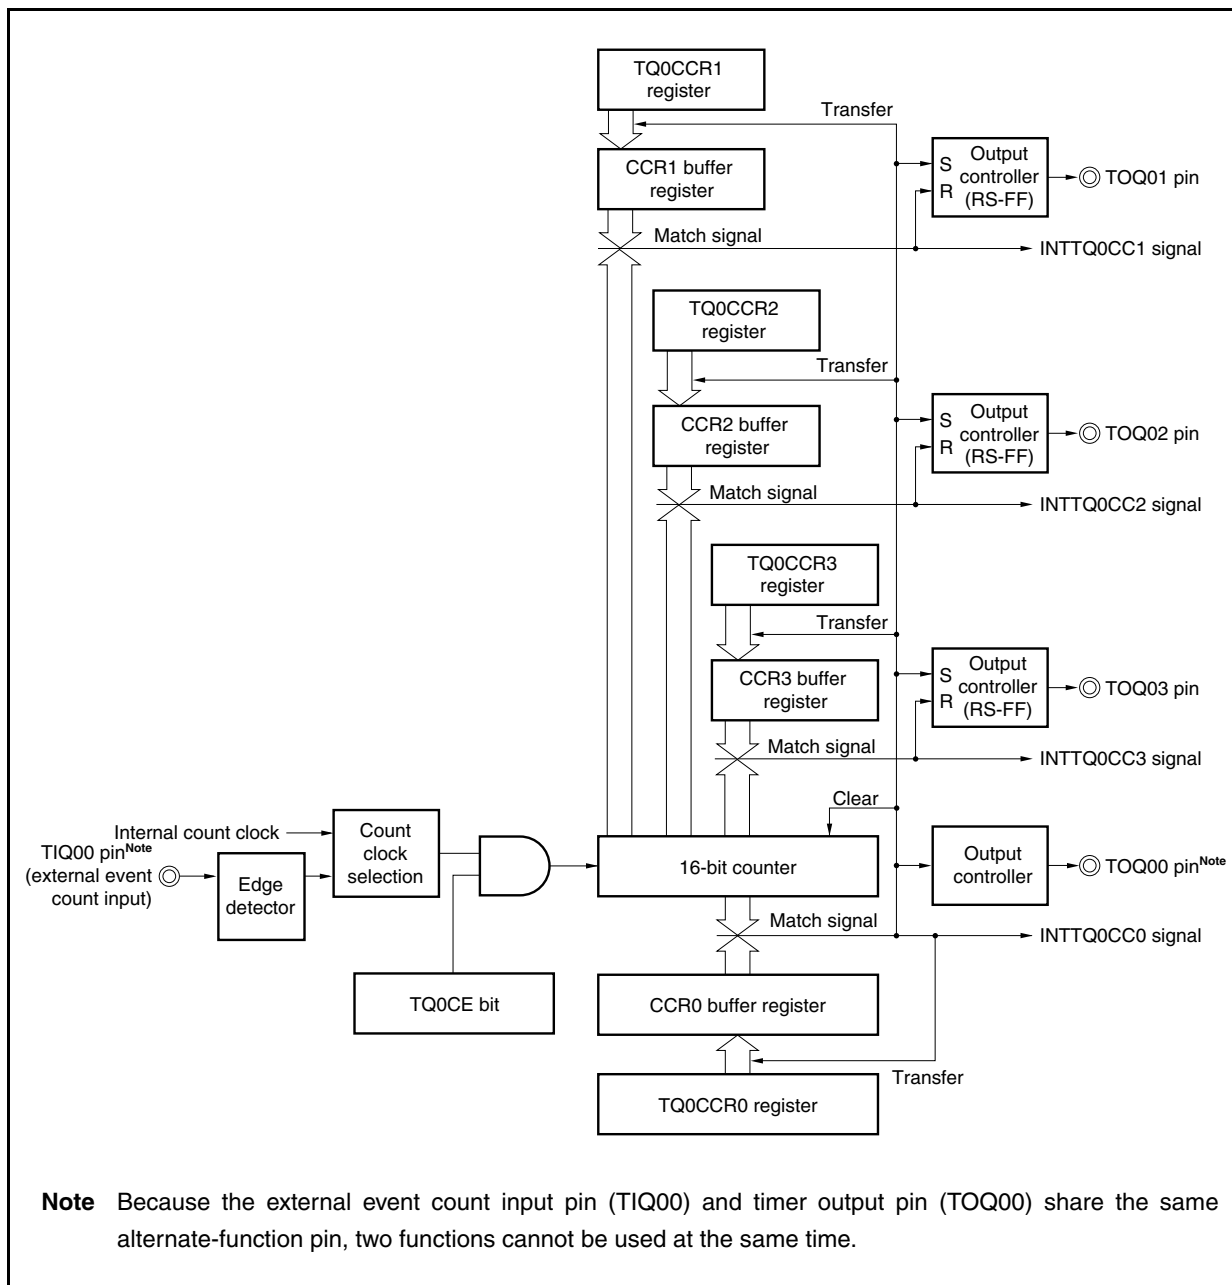 TQ0CCR1
register
Transfer
CCR1 buffer
register
S
R
Output
controller
(RS-FF)
TOQ01 pin
Match signal
INTTQ0CC1 signal
TQ0CCR2
register
Transfer
CCR2 buffer
register
S
R
Output
controller
(RS-FF)
TOQ02 pin
Match signal
INTTQ0CC2 signal
TQ0CCR3
register
Transfer
CCR3 buffer
register
S
R
Output
controller
(RS-FF)
TOQ03 pin
Match signal
INTTQ0CC3 signal
Clear
Internal count clock
TIQ00 pinNote
(external event
count input)
Edge
detector
Count
clock
selection
16-bit counter
Output
controller
TOQ00 pinNote
Match signal
INTTQ0CC0 signal
TQ0CE bit
CCR0 buffer register
Transfer
TQ0CCR0 register
Note Because the external event count input pin (TIQ00) and timer output pin (TOQ00) share the same
alternate-function pin, two functions cannot be used at the same time.